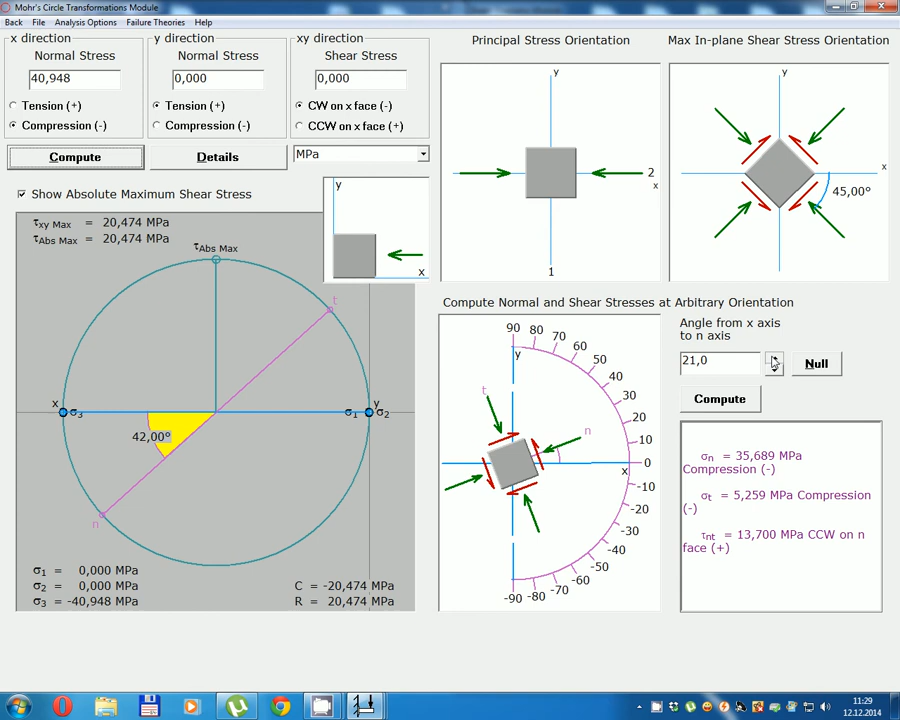 Mohr's Circle Transformations Module
Back File Analysis Options Failure Theories Help
x direction
Normal Stress
40,948
Tension (+)
Compression (-)
y direction
Normal Stress
0,000
Tension (+)
Compression (-)
xy direction
Shear Stress
0,000
CW on x face (-)
CCW on x face (+)
Compute
Details
MPa
Show Absolute Maximum Shear Stress
τxy Max = 20,474 MPa
τAbs Max = 20,474 MPa
τAbs Max
y
x
t
x
σ3
σ1
y
σ2
42,00º
n
σ1 = 0,000 MPa
σ2 = 0,000 MPa
σ3 = -40,948 MPa
C = -20,474 MPa
R = 20,474 MPa
Principal Stress Orientation
y
2
x
1
Max In-plane Shear Stress Orientation
y
x
45,00º
Compute Normal and Shear Stresses at Arbitrary Orientation
90
80
70
60
50
40
30
20
10
0
-10
-20
-30
-40
-50
-60
-70
-80
-90
y
t
n
x
Angle from x axis
to n axis
21,0
Null
Compute
σn = 35,689 MPa
Compression (-)
σt = 5,259 MPa Compression
(-)
τnt = 13,700 MPa CCW on n
face (+)
11:29
12.12.2014